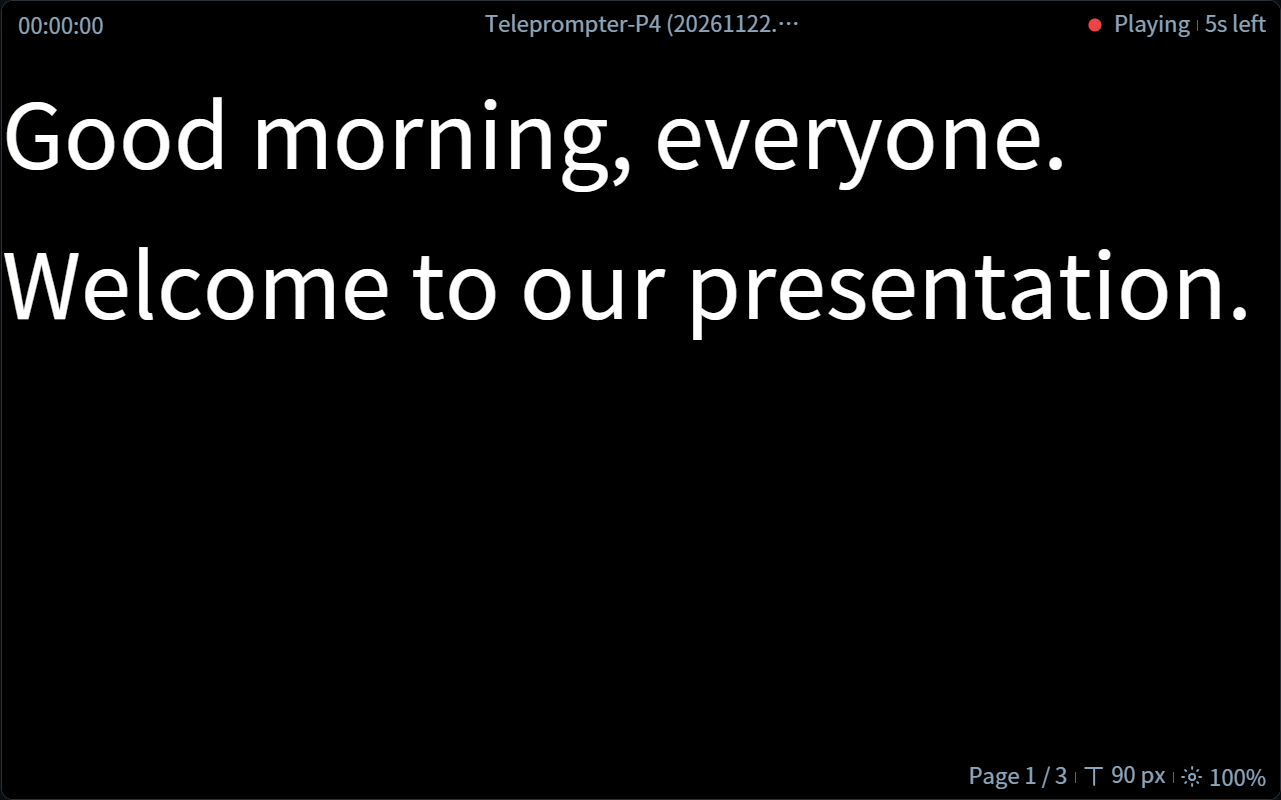 00:00:00
Teleprompter-P4 (20261122.…
Playing | 5s left
Good morning, everyone.
Welcome to our presentation.
Page 1 / 3 | 90 px | 100%